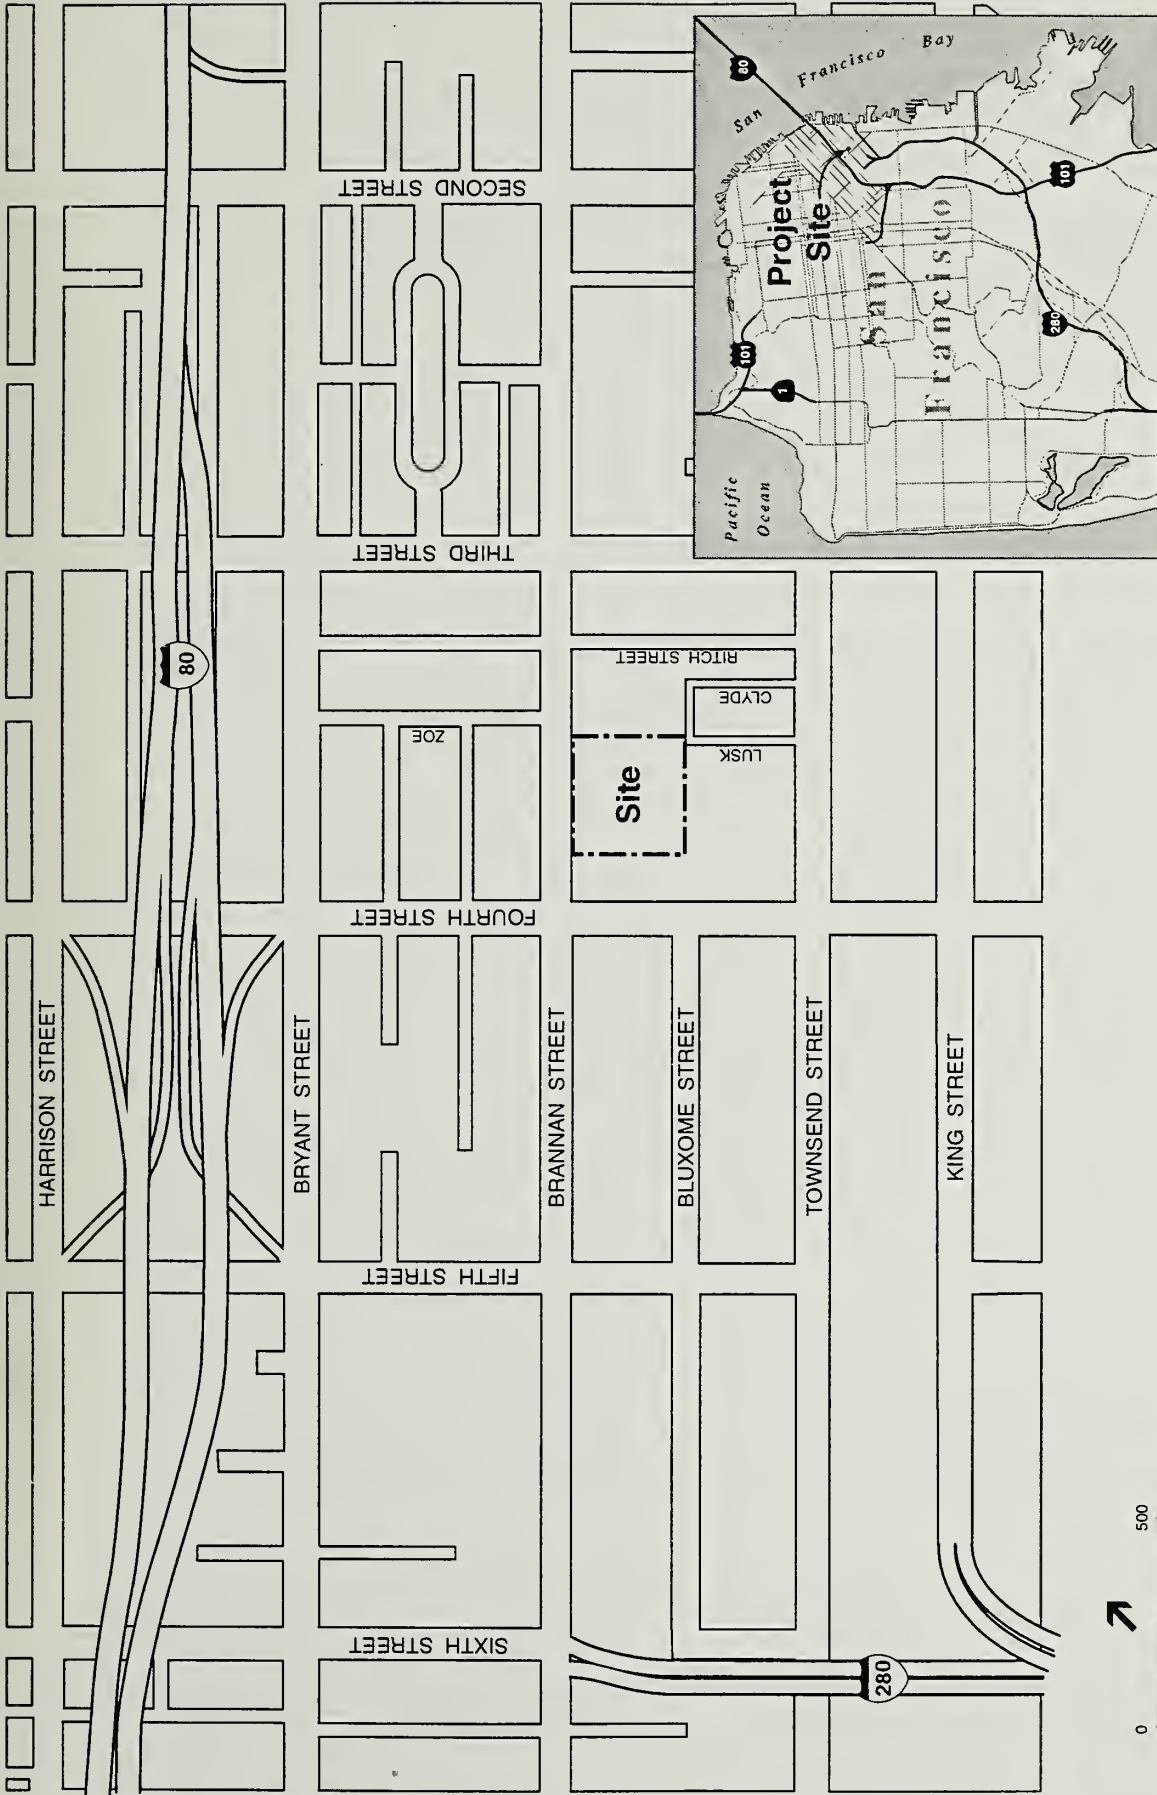 HARRISON STREET
80
BRYANT STREET
SECOND STREET
THIRD STREET
FOURTH STREET
FIFTH STREET
SIXTH STREET
ZOE
BRANNAN STREET
Site
RITCH STREET
CLYDE
LUSK
BLUXOME STREET
TOWNSEND STREET
KING STREET
280
0
500
Pacific
Ocean
San
Francisco
Bay
Project
Site
San
Francisco
80
101
1
101
280